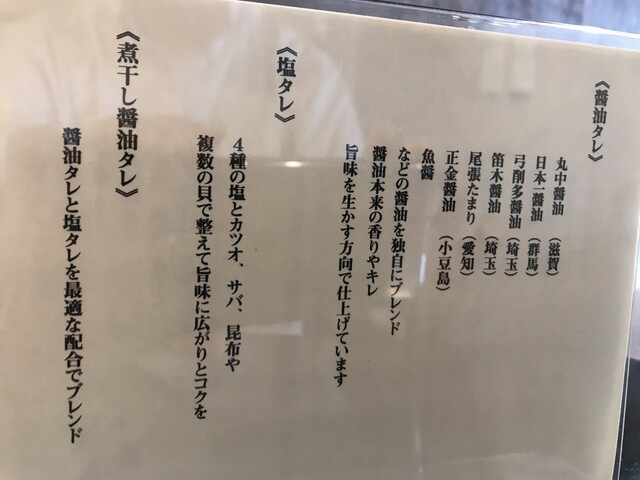 《醤油タレ》
丸中醤油 (滋賀)
日本一醤油 (群馬)
弓削多醤油 (埼玉)
笛木醤油 (埼玉)
尾張たまり (愛知)
正金醤油 (小豆島)
魚醤
などの醤油を独自にブレンド
醤油本来の香りやキレ
旨味を生かす方向で仕上げています
《塩タレ》
4種の塩とカツオ、サバ、昆布や
複数の貝で整えて旨味に広がりとコクを
《煮干し醤油タレ》
醤油タレと塩タレを最適な配合でブレンド